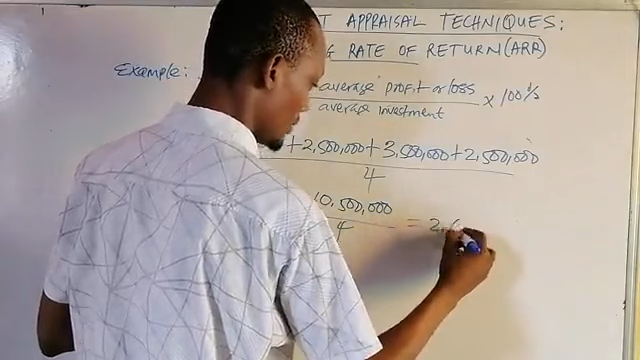 T APPRAISAL TECHNIQUES:
G RATE OF RETURN (ARR)
Example:
average profit or loss
average investment
× 100%
+ 2,500,000 + 3,500,000 + 2,500,000
4
10,500,000
4
= 2,6